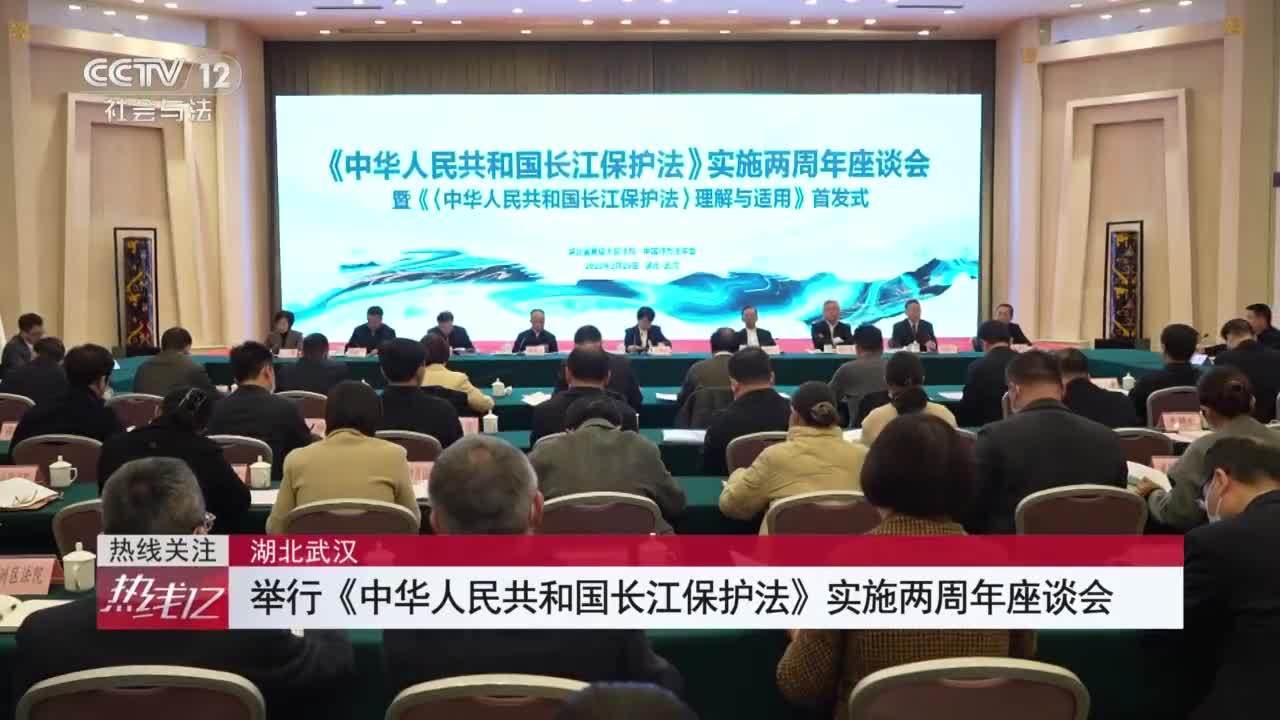 CCTV 12
社会与法
《中华人民共和国长江保护法》实施两周年座谈会
暨《〈中华人民共和国长江保护法〉理解与适用》首发式
热线关注
湖北武汉
热线12
举行《中华人民共和国长江保护法》实施两周年座谈会
区法院